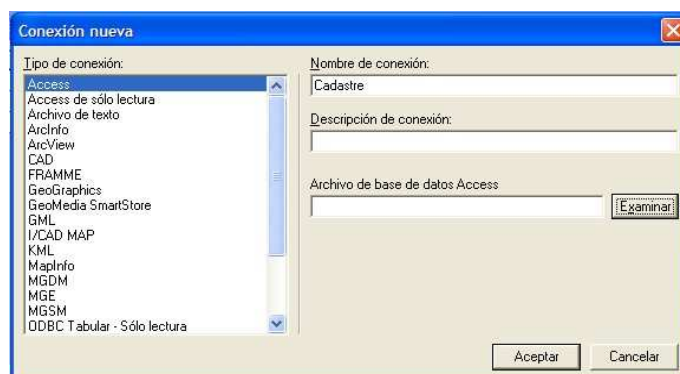 Conexión nueva
Tipo de conexión:
Access
Access de sólo lectura
Archivo de texto
ArcInfo
ArcView
CAD
FRAMME
GeoGraphics
GeoMedia SmartStore
GML
I/CAD MAP
KML
MapInfo
MGDM
MGE
MGSM
ODBC Tabular - Sólo lectura
Nombre de conexión:
Cadastre
Descripción de conexión:
Archivo de base de datos Access
Examinar
Aceptar
Cancelar